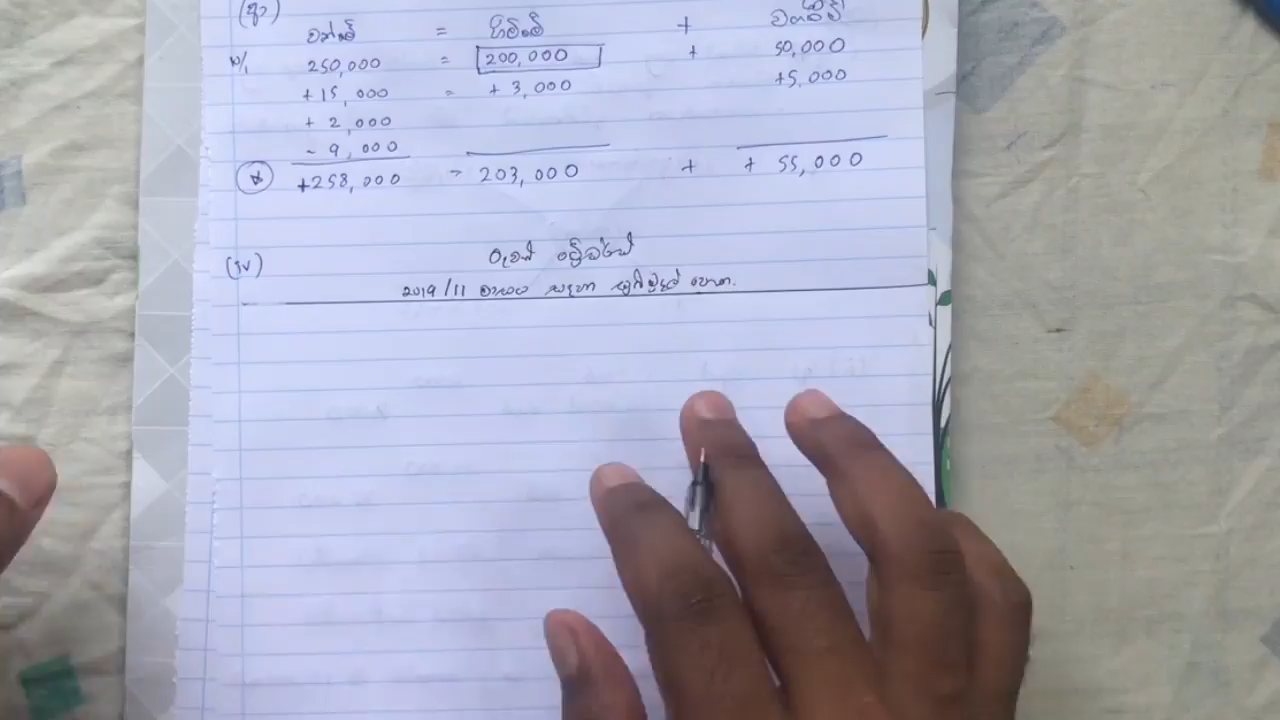 වත්කම් = හිමිකම් + වගකීම්
250,000 = 200,000 + 50,000
+15,000 = +3,000 +5,000
+2,000
-9,000
+258,000 = 203,000 + +55,000
(iv)
2019/11 මාසය සඳහා